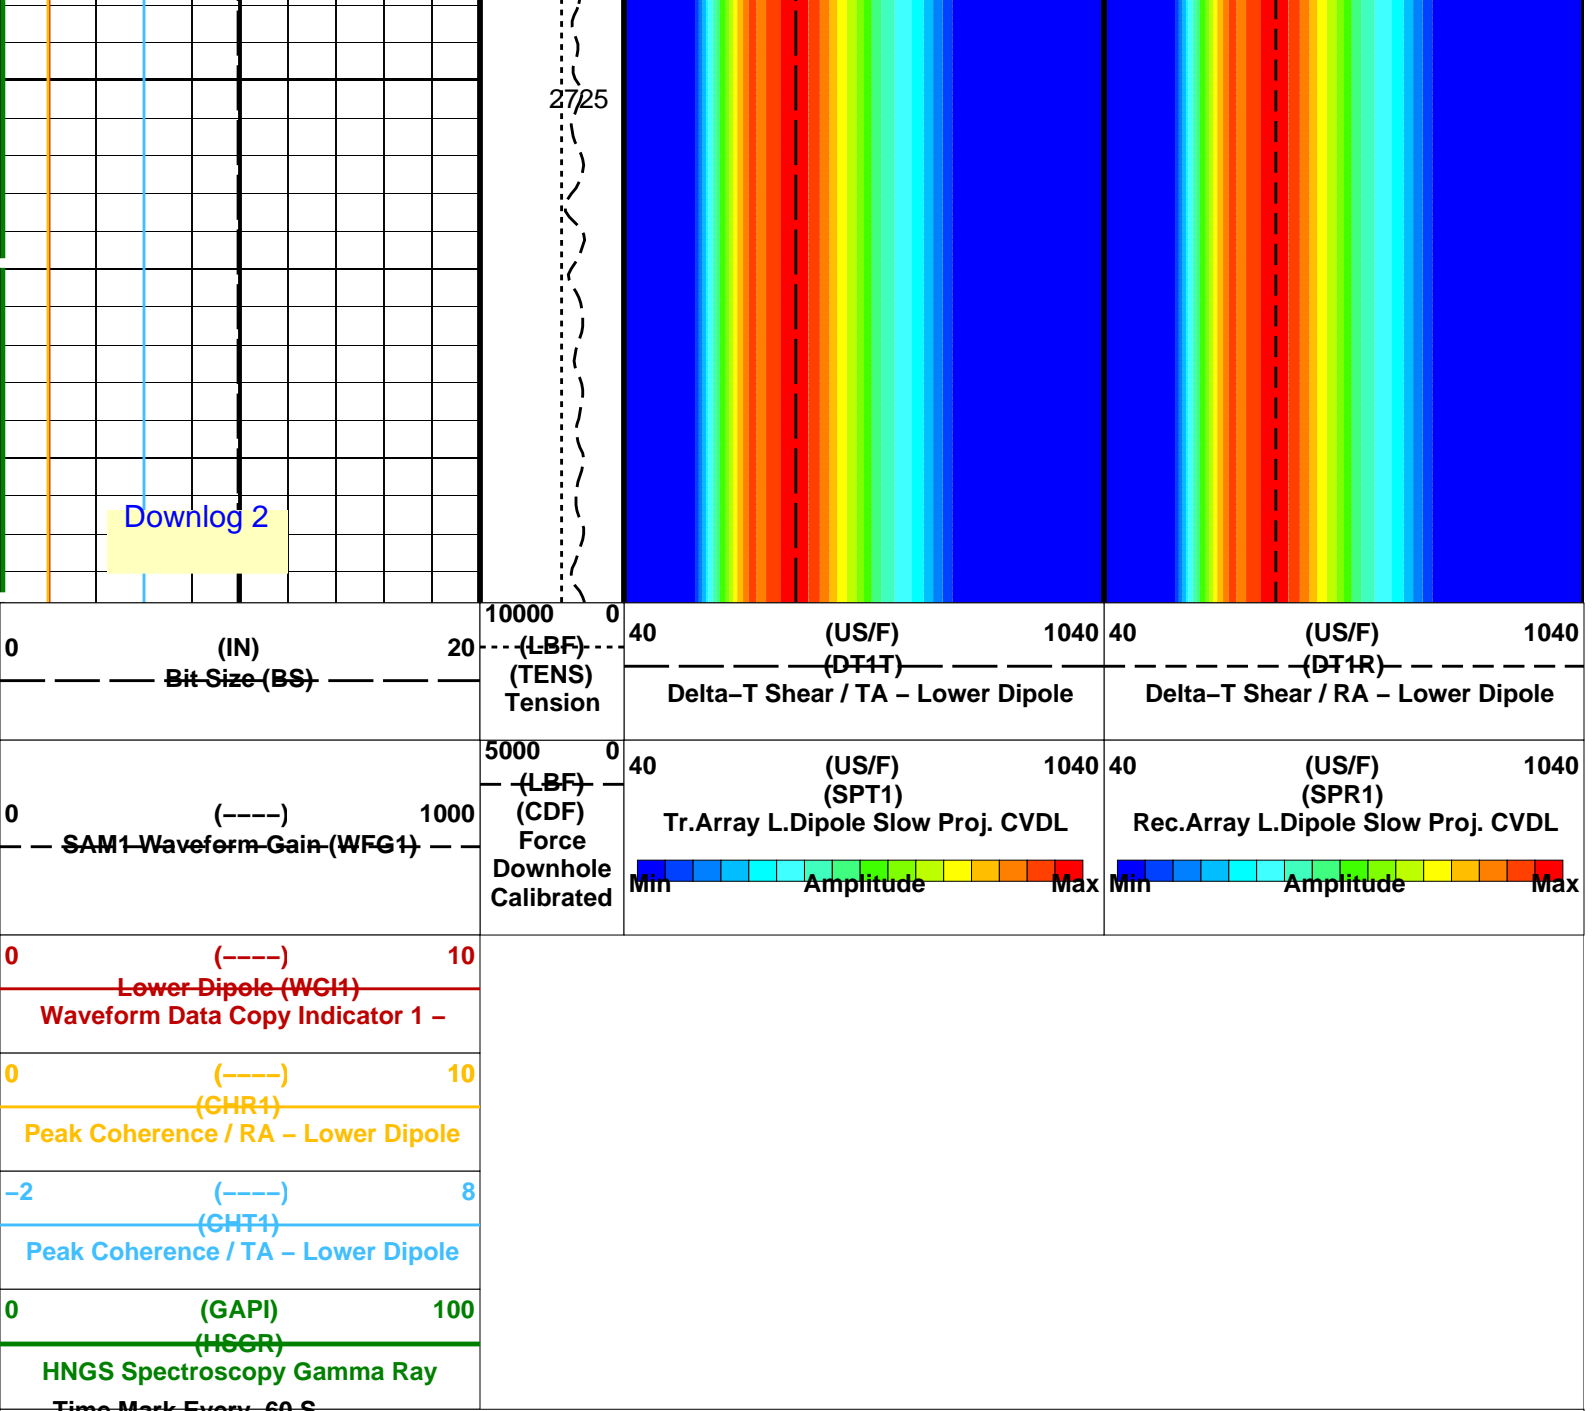 2725
Downlog 2
0 (IN) 20
Bit Size (BS)
10000 0
(LBF)
(TENS)
Tension
40 (US/F) 1040
(DT1T)
Delta–T Shear / TA – Lower Dipole
40 (US/F) 1040
(DT1R)
Delta–T Shear / RA – Lower Dipole
0 (––––) 1000
SAM1 Waveform Gain (WFG1)
5000 0
(LBF)
(CDF)
Force
Downhole
Calibrated
40 (US/F) 1040
(SPT1)
Tr.Array L.Dipole Slow Proj. CVDL
Min Amplitude Max
40 (US/F) 1040
(SPR1)
Rec.Array L.Dipole Slow Proj. CVDL
Min Amplitude Max
0 (––––) 10
Lower Dipole (WCI1)
Waveform Data Copy Indicator 1 –
0 (––––) 10
(CHR1)
Peak Coherence / RA – Lower Dipole
–2 (––––) 8
(CHT1)
Peak Coherence / TA – Lower Dipole
0 (GAPI) 100
(HSGR)
HNGS Spectroscopy Gamma Ray
Time Mark Every 60 S